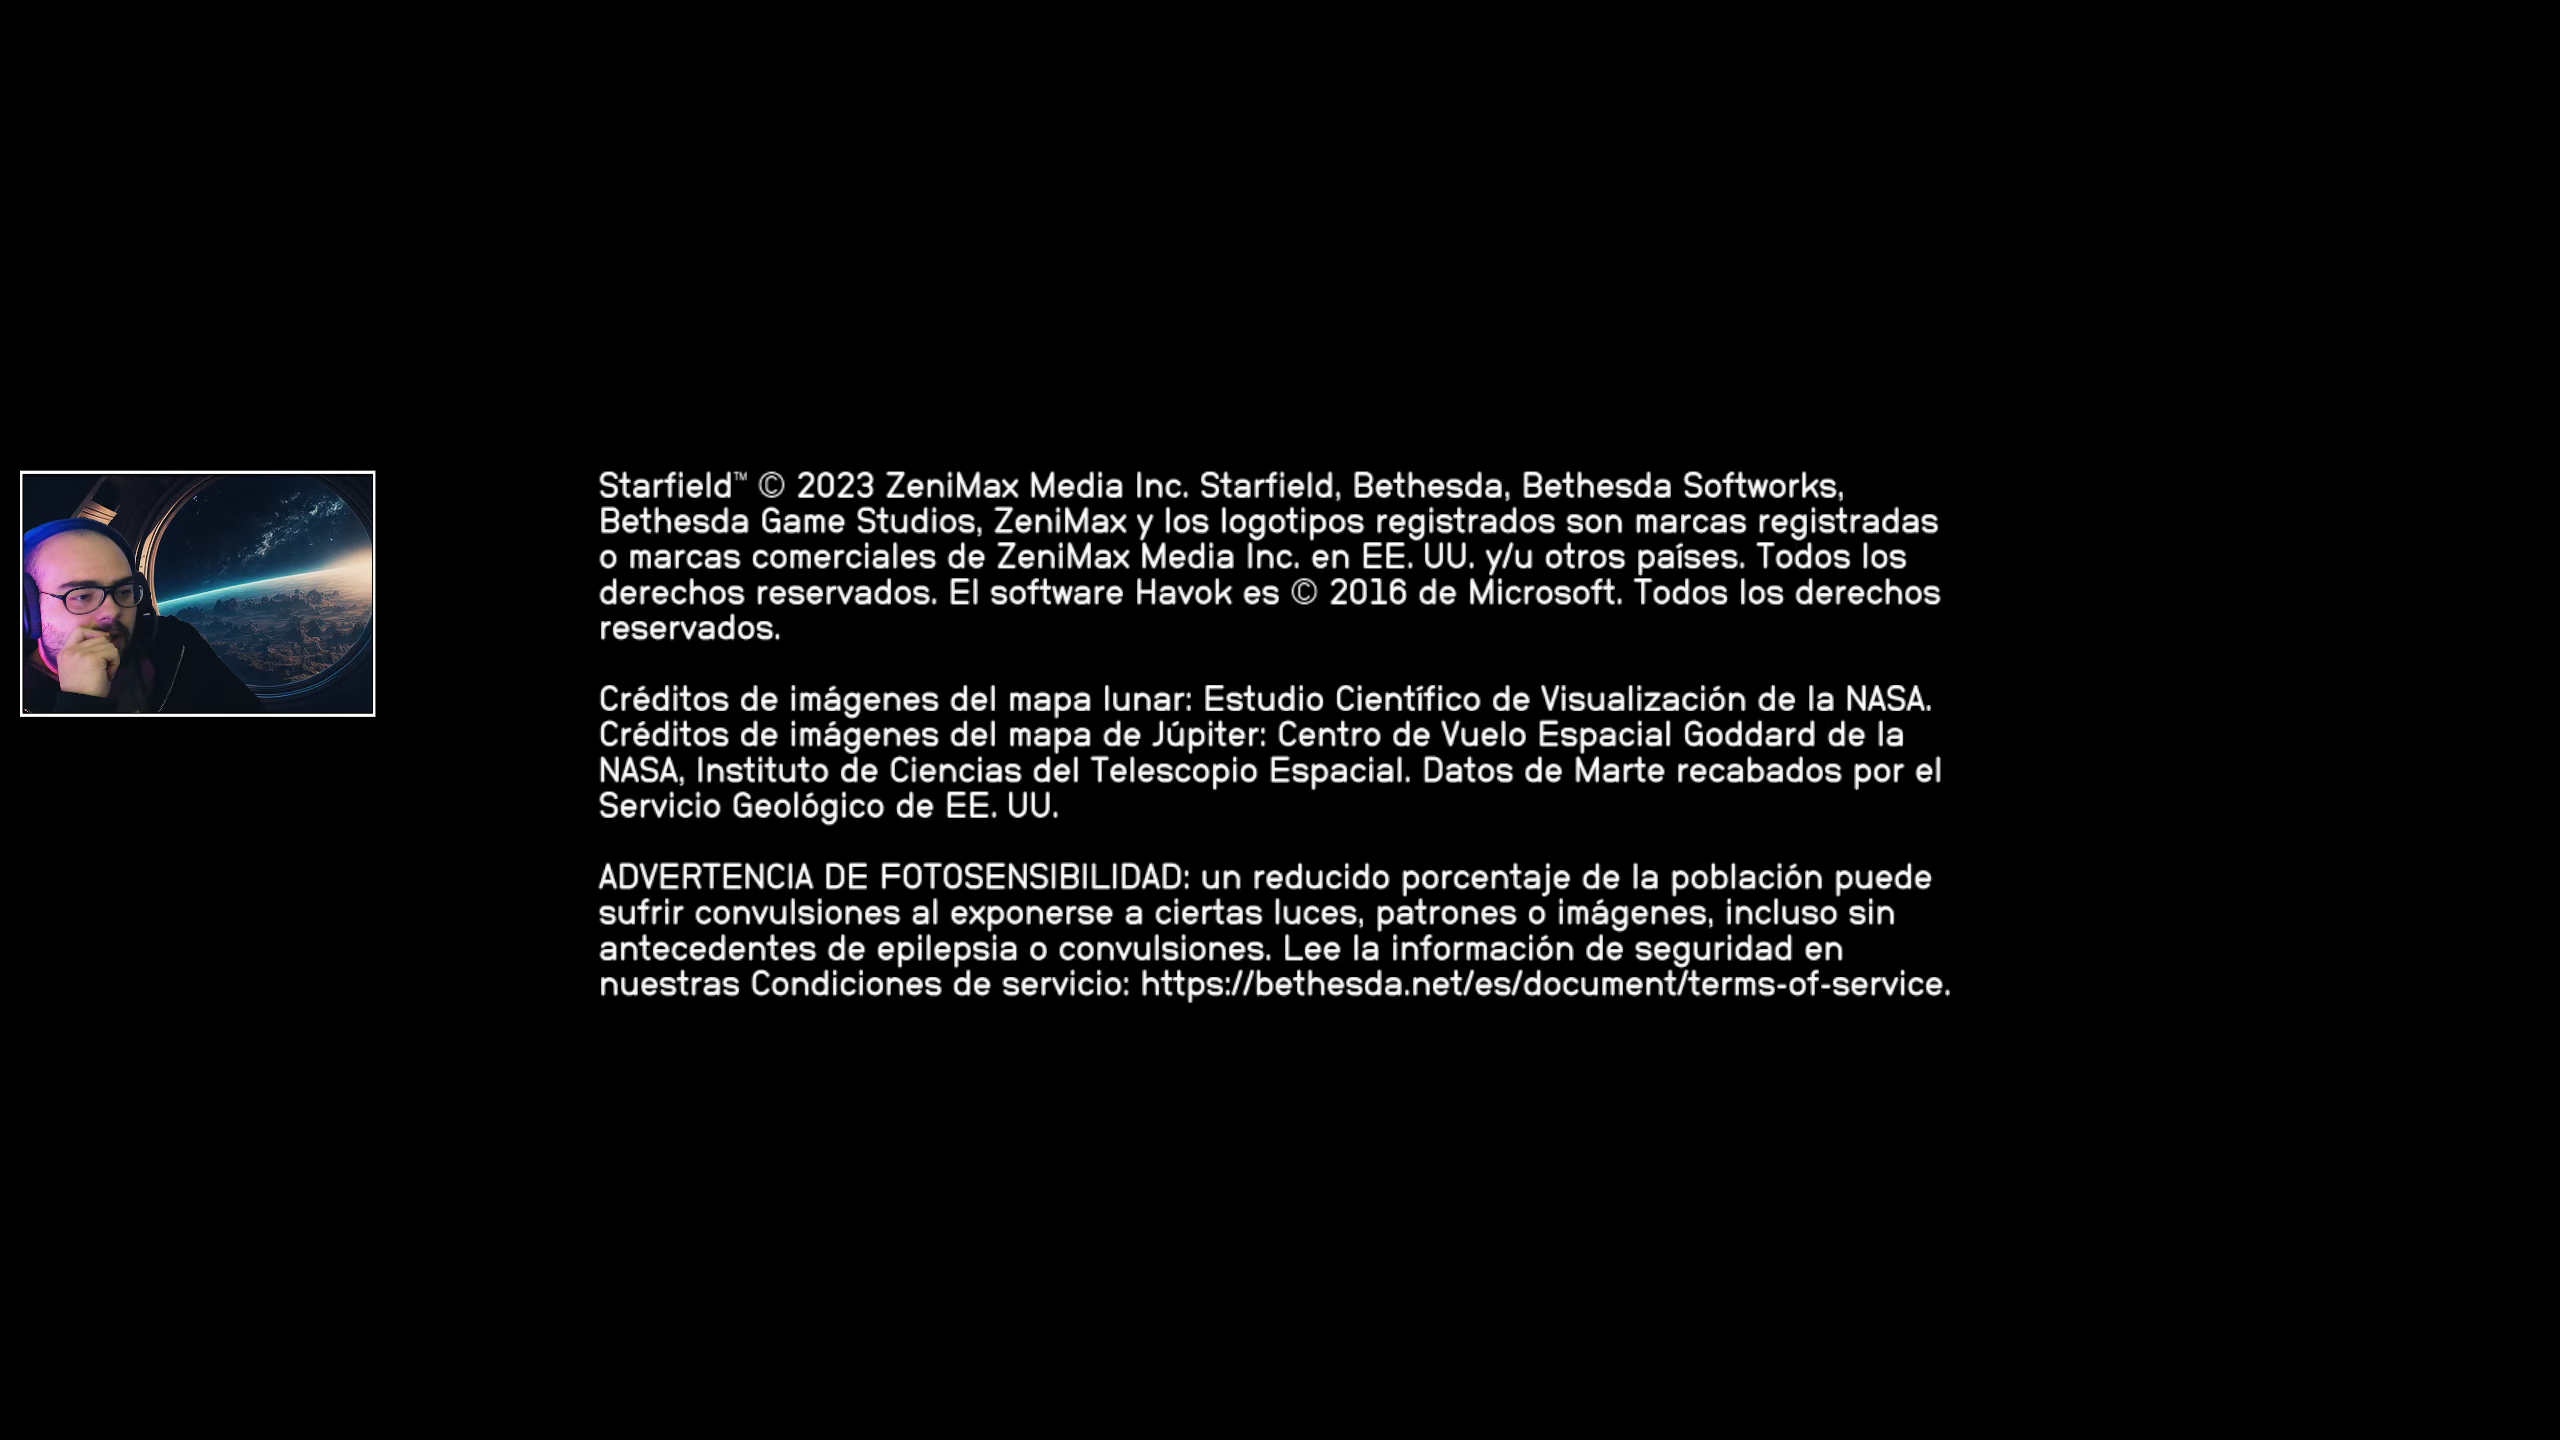 Starfield™ © 2023 ZeniMax Media Inc. Starfield, Bethesda, Bethesda Softworks,
Bethesda Game Studios, ZeniMax y los logotipos registrados son marcas registradas
o marcas comerciales de ZeniMax Media Inc. en EE. UU. y/u otros países. Todos los
derechos reservados. El software Havok es © 2016 de Microsoft. Todos los derechos
reservados.
Créditos de imágenes del mapa lunar: Estudio Científico de Visualización de la NASA.
Créditos de imágenes del mapa de Júpiter: Centro de Vuelo Espacial Goddard de la
NASA, Instituto de Ciencias del Telescopio Espacial. Datos de Marte recabados por el
Servicio Geológico de EE. UU.
ADVERTENCIA DE FOTOSENSIBILIDAD: un reducido porcentaje de la población puede
sufrir convulsiones al exponerse a ciertas luces, patrones o imágenes, incluso sin
antecedentes de epilepsia o convulsiones. Lee la información de seguridad en
nuestras Condiciones de servicio: https://bethesda.net/es/document/terms-of-service.